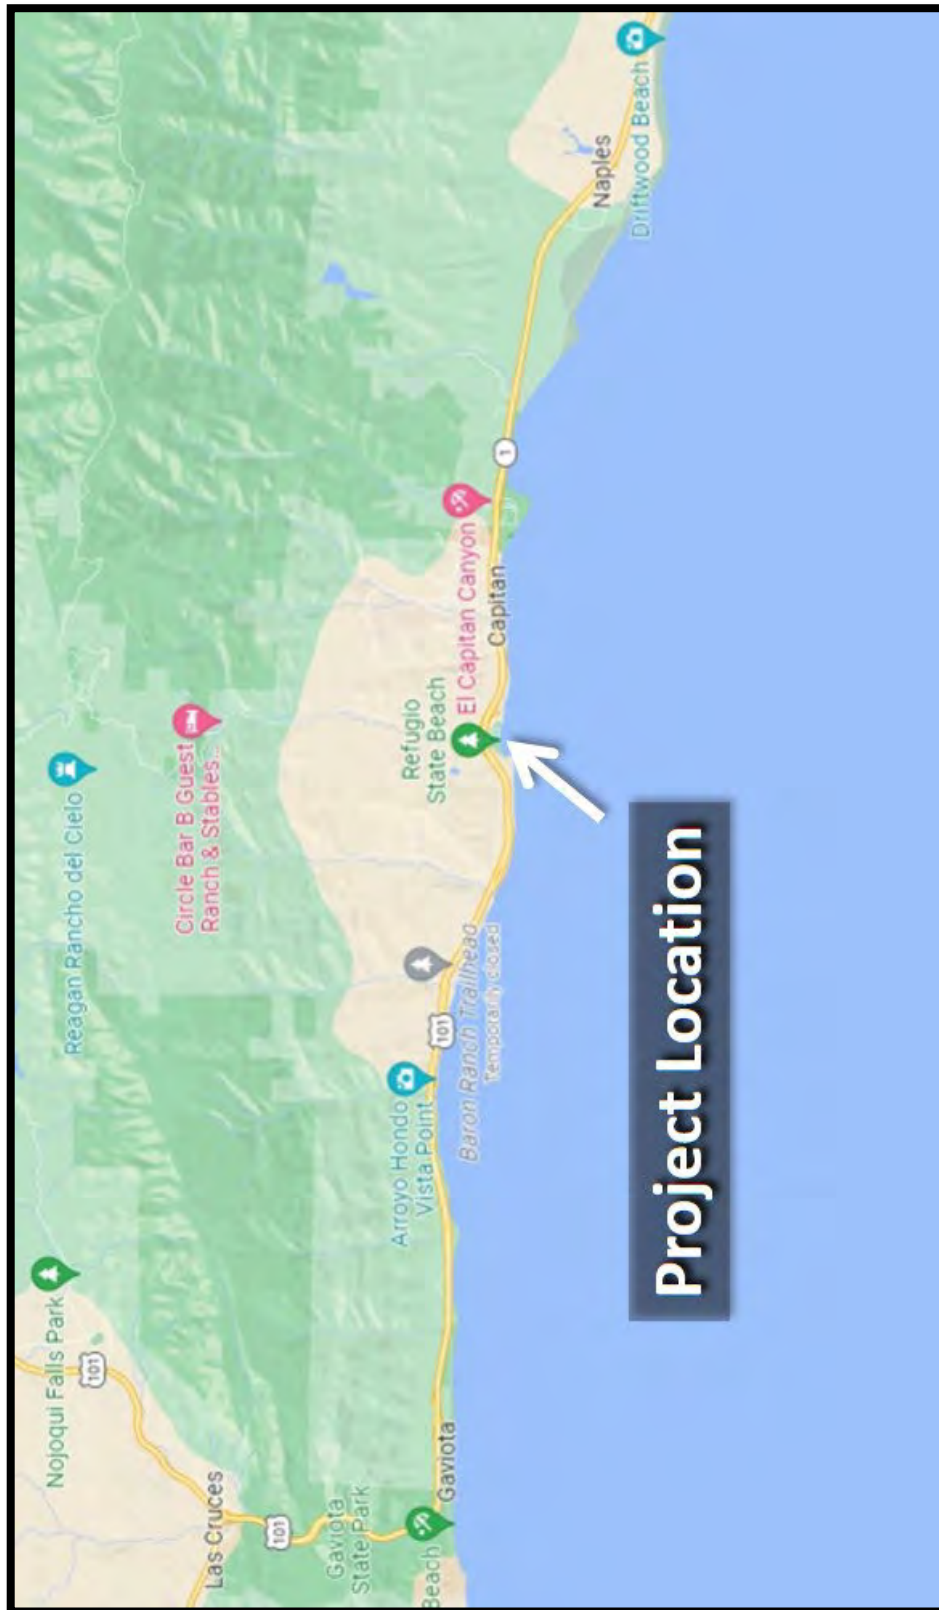 Nojoqui Falls Park
Reagan Rancho del Cielo
101
Circle Bar B Guest
Ranch & Stables...
Las Cruces
101
Gaviota
State Park
Beach
Gaviota
Arroyo Hondo
Vista Point
101
Baron Ranch Trailhead
Temporarily closed
Refugio
State Beach
El Capitan Canyon
Capitan
1
Naples
Driftwood Beach
Project Location